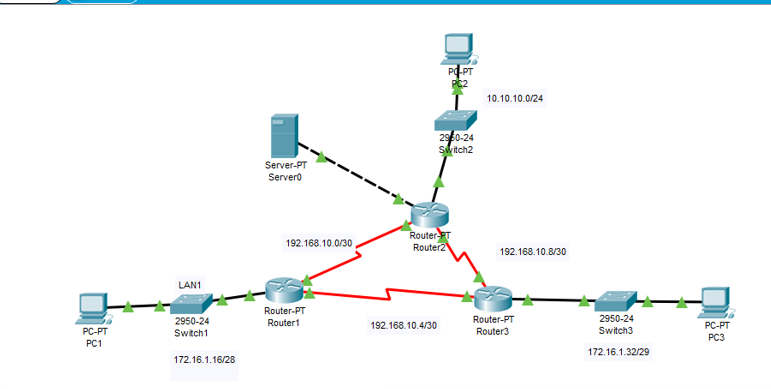 PC-PT
PC2
10.10.10.0/24
2950-24
Switch2
Server-PT
Server0
Router-PT
Router2
192.168.10.0/30
192.168.10.8/30
LAN1
PC-PT
PC1
2950-24
Switch1
Router-PT
Router1
192.168.10.4/30
Router-PT
Router3
2950-24
Switch3
PC-PT
PC3
172.16.1.16/28
172.16.1.32/29